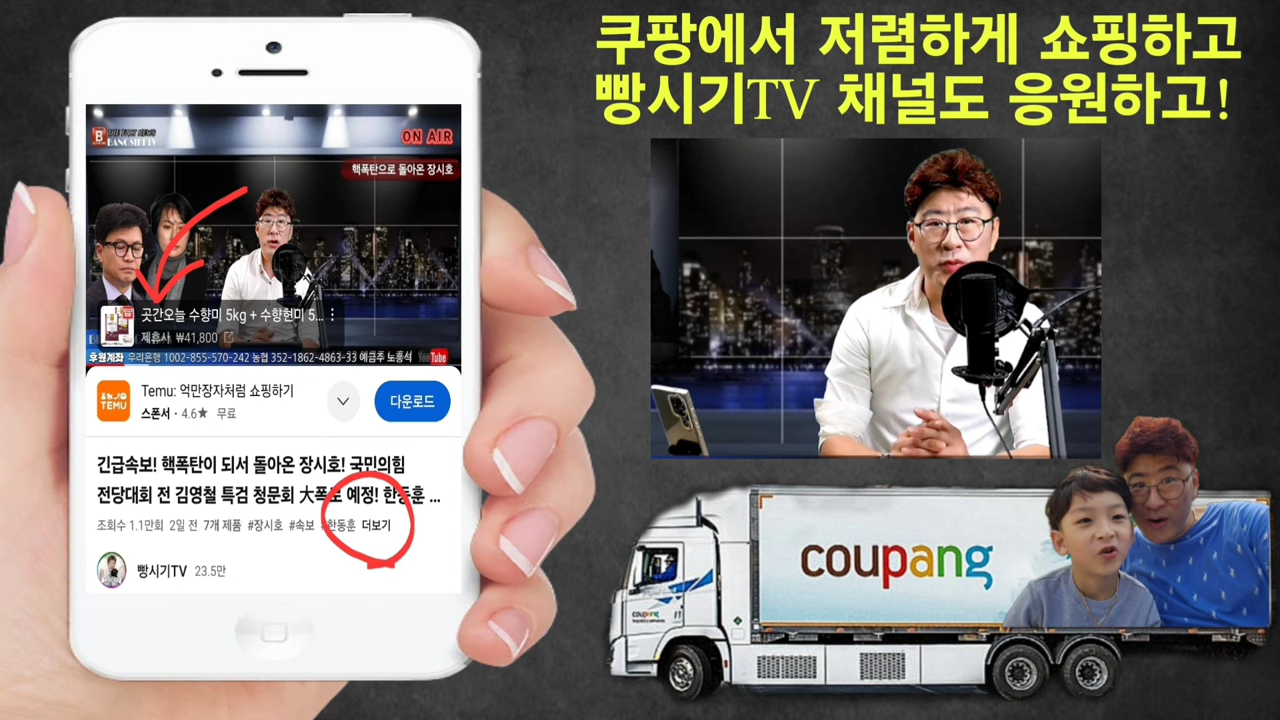 쿠팡에서 저렴하게 쇼핑하고
빵시기TV 채널도 응원하고!
THE FACT NEWS
BANGSIKITV
ON AIR
핵폭탄으로 돌아온 장시호
곳간오늘 수향미 5kg + 수향현미 5...
제휴사 ₩41,800
후원계좌 우리은행 1002-855-570-242 농협 352-1862-4863-33 예금주 노흥식 YouTube
TEMU
Temu: 억만장자처럼 쇼핑하기
스폰서 · 4.6★ 무료
다운로드
긴급속보! 핵폭탄이 되서 돌아온 장시호! 국민의힘
전당대회 전 김영철 특검 청문회 大폭로 예정! 한동훈 ...
조회수 1.1만회 2일 전 7개 제품 #장시호 #속보 #한동훈 더보기
빵시기TV 23.5만
coupang
coupang